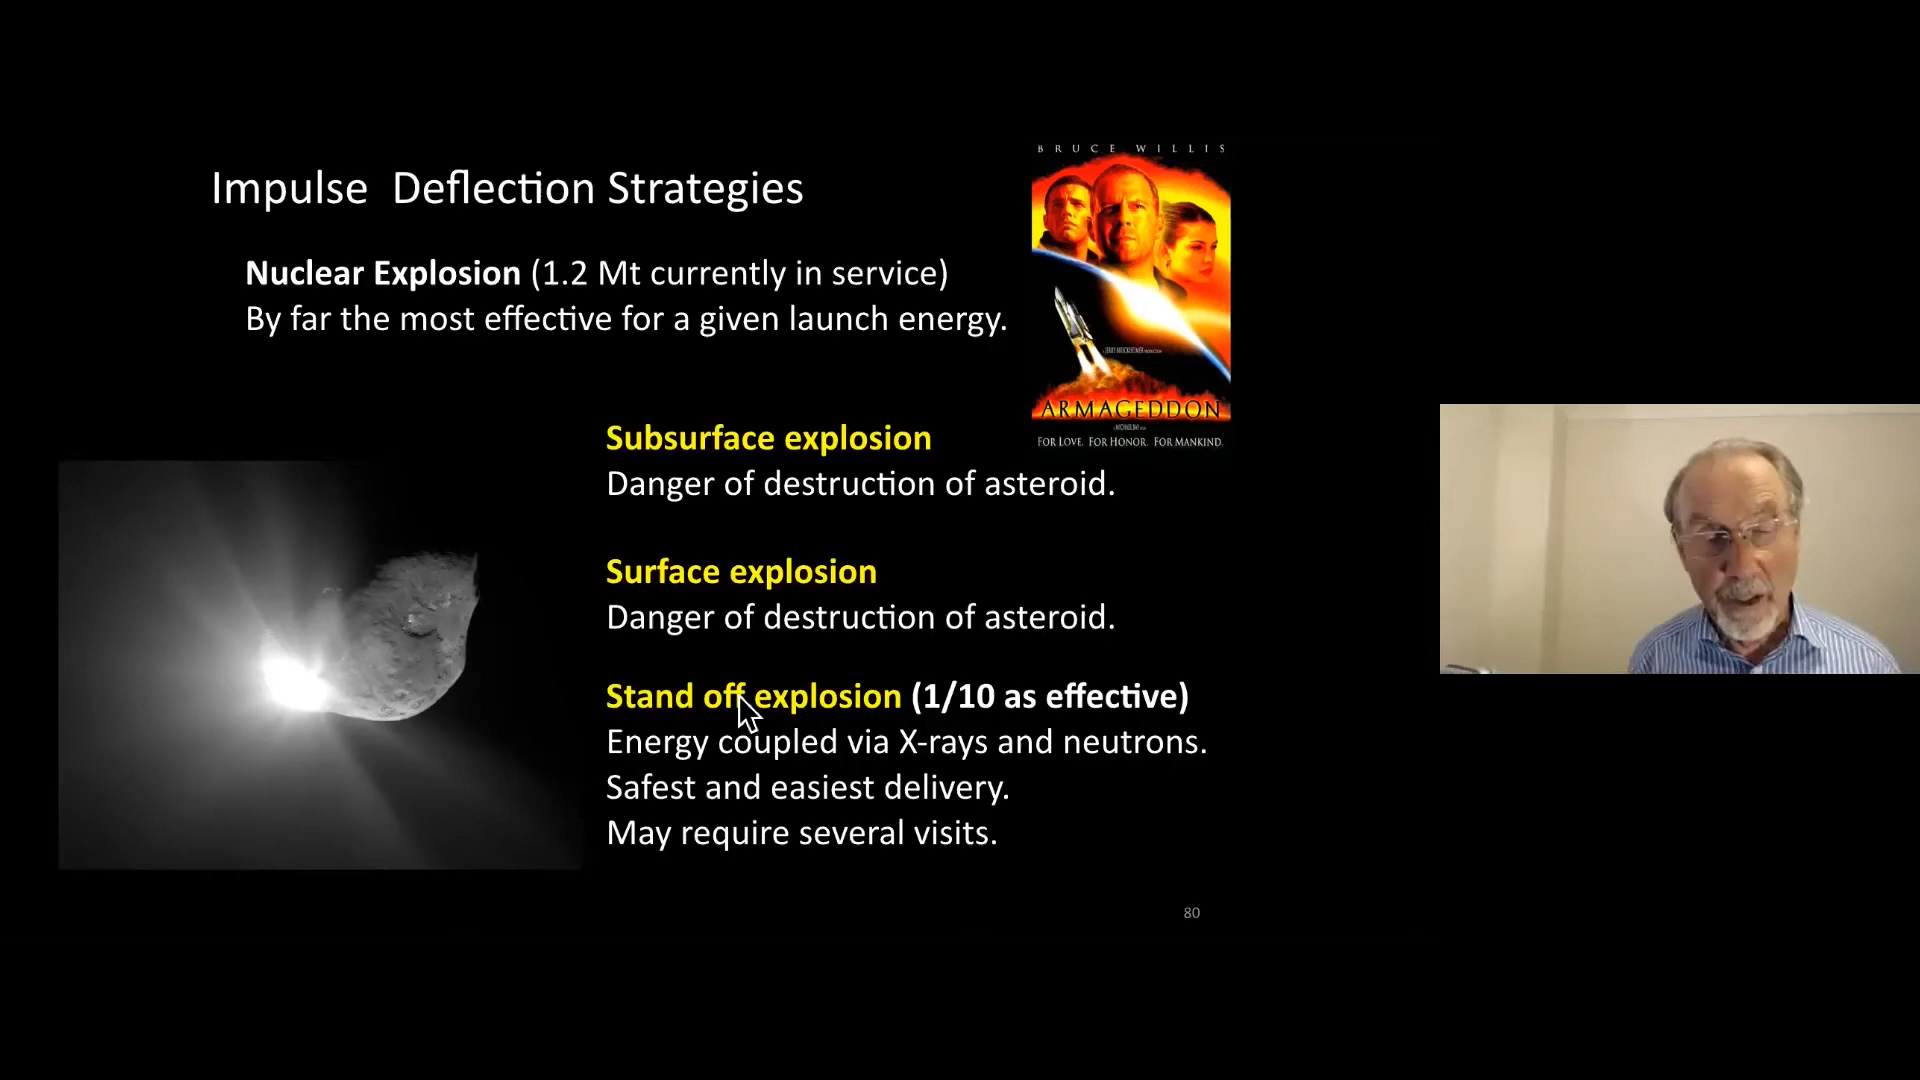 Impulse Deflection Strategies
Nuclear Explosion (1.2 Mt currently in service)
By far the most effective for a given launch energy.
BRUCE WILLIS
ARMAGEDDON
FOR LOVE. FOR HONOR. FOR MANKIND.
Subsurface explosion
Danger of destruction of asteroid.
Surface explosion
Danger of destruction of asteroid.
Stand off explosion (1/10 as effective)
Energy coupled via X-rays and neutrons.
Safest and easiest delivery.
May require several visits.
80